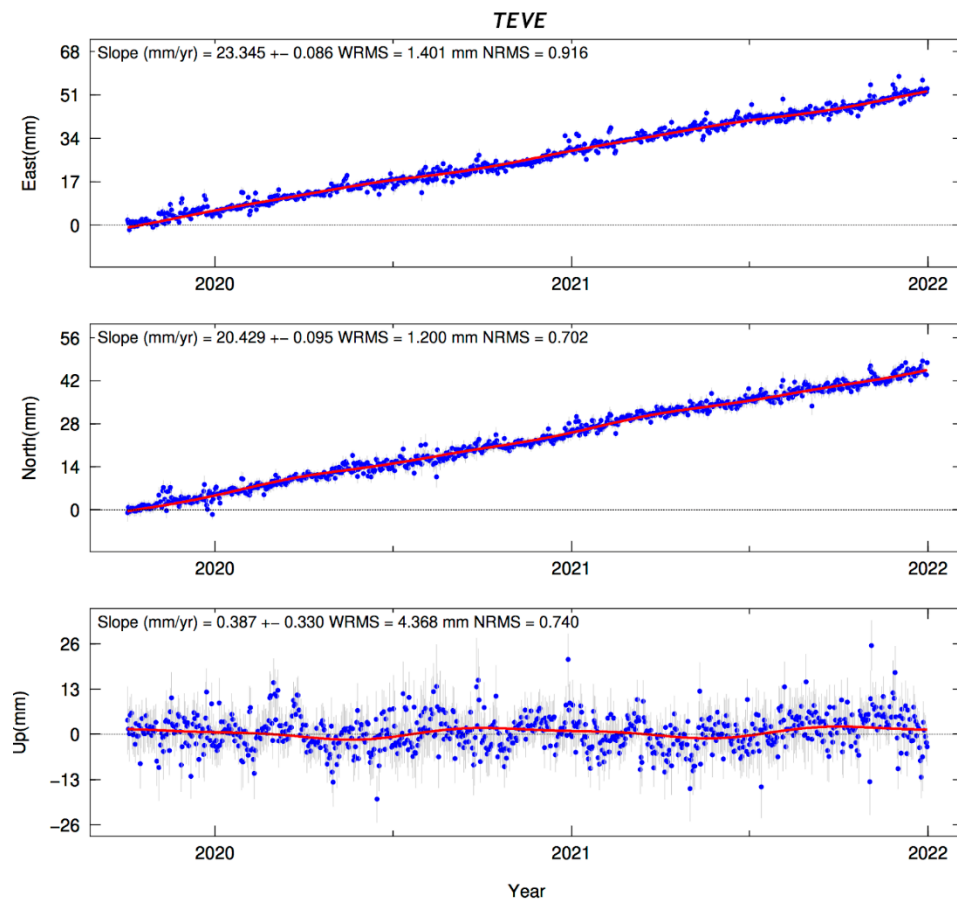 TEVE
Slope (mm/yr) = 23.345 +− 0.086 WRMS = 1.401 mm NRMS = 0.916
68
51
34
17
0
East(mm)
2020 2021 2022
Slope (mm/yr) = 20.429 +− 0.095 WRMS = 1.200 mm NRMS = 0.702
56
42
28
14
0
North(mm)
2020 2021 2022
Slope (mm/yr) = 0.387 +− 0.330 WRMS = 4.368 mm NRMS = 0.740
26
13
0
−13
−26
Up(mm)
2020 2021 2022
Year